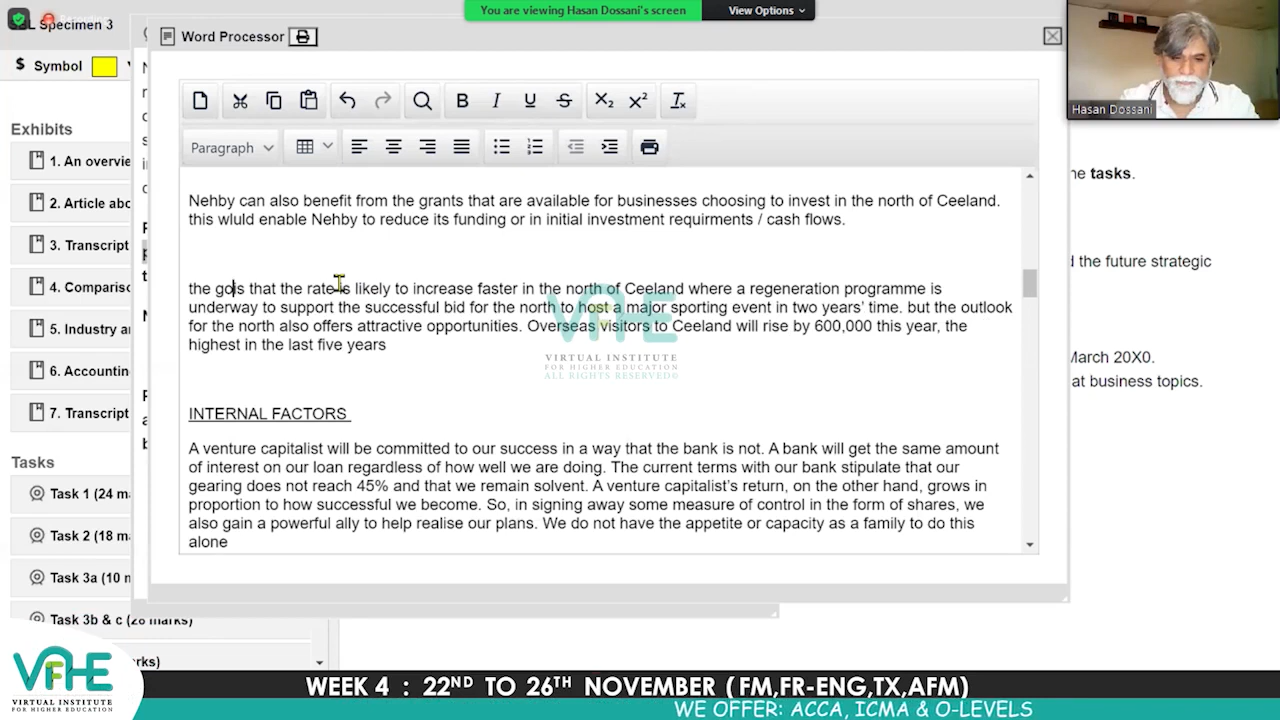 SBL Specimen 3
You are viewing Hasan Dossani's screen
View Options
Word Processor
Symbol
Hasan Dossani
Exhibits
Paragraph
1. An overvie
2. Article abo
3. Transcript
4. Compariso
5. Industry ar
6. Accounting
7. Transcript
Nehby can also benefit from the grants that are available for businesses choosing to invest in the north of Ceeland.
this wluld enable Nehby to reduce its funding or in initial investment requirments / cash flows.
the gois that the rate is likely to increase faster in the north of Ceeland where a regeneration programme is
underway to support the successful bid for the north to host a major sporting event in two years' time. but the outlook
for the north also offers attractive opportunities. Overseas visitors to Ceeland will rise by 600,000 this year, the
highest in the last five years
INTERNAL FACTORS
A venture capitalist will be committed to our success in a way that the bank is not. A bank will get the same amount
of interest on our loan regardless of how well we are doing. The current terms with our bank stipulate that our
gearing does not reach 45% and that we remain solvent. A venture capitalist's return, on the other hand, grows in
proportion to how successful we become. So, in signing away some measure of control in the form of shares, we
also gain a powerful ally to help realise our plans. We do not have the appetite or capacity as a family to do this
alone
he tasks.
d the future strategic
March 20X0.
at business topics.
VIRTUAL INSTITUTE
FOR HIGHER EDUCATION
ALL RIGHTS RESERVED©
Tasks
Task 1 (24 ma
Task 2 (18 ma
Task 3a (10 m
Task 3b & c (28 marks)
rks)
VIFHE
VIRTUAL INSTITUTE
FOR HIGHER EDUCATION
WEEK 4 : 22ND TO 26TH NOVEMBER (FM,FR-ENG,TX,AFM)
WE OFFER: ACCA, ICMA & O-LEVELS